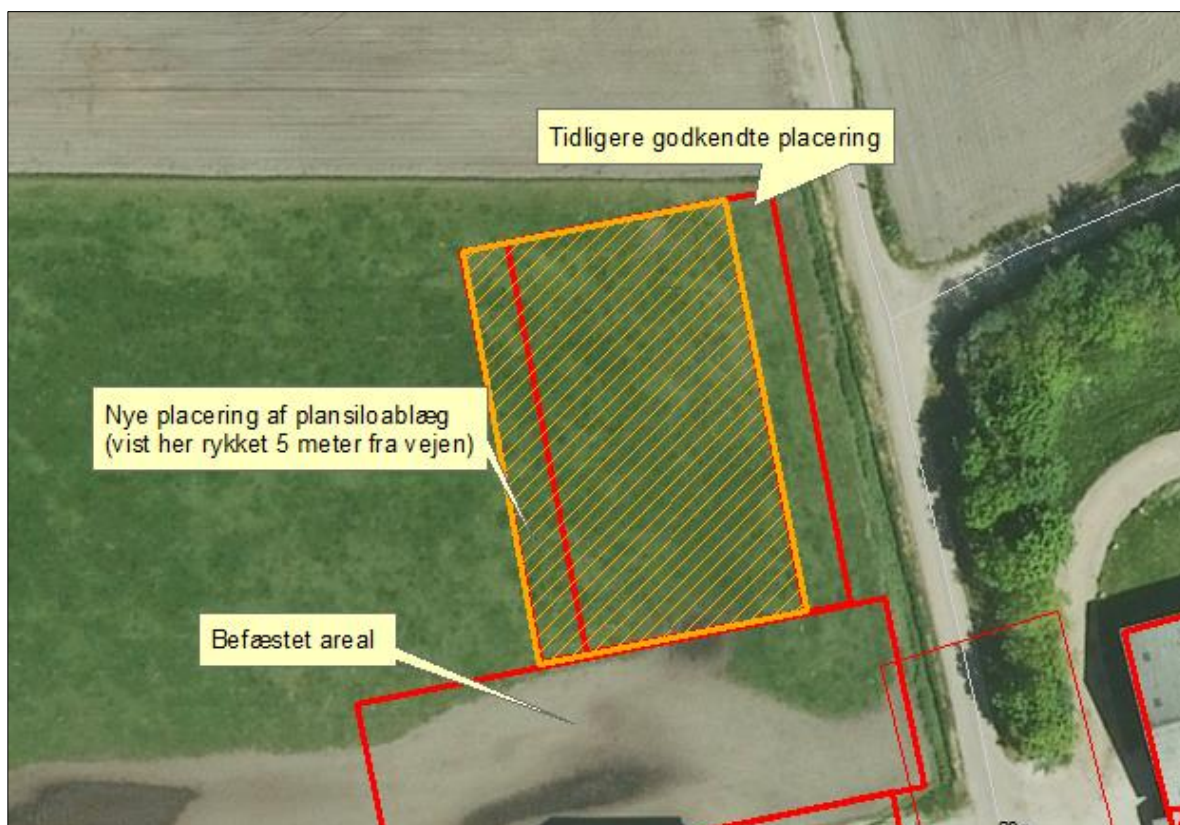 Tidligere godkendte placering
Nye placering af plansiloablæg
(vist her rykket 5 meter fra vejen)
Befæstet areal